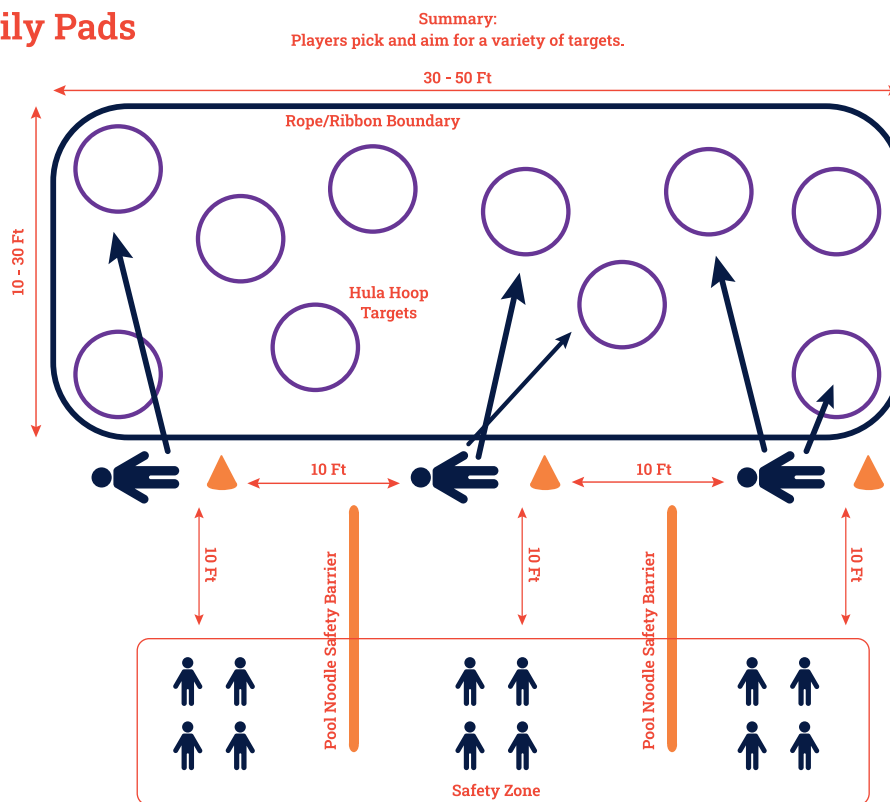 ily Pads
Summary:
Players pick and aim for a variety of targets.
30 - 50 Ft
Rope/Ribbon Boundary
10 - 30 Ft
Hula Hoop
Targets
10 Ft
10 Ft
10 Ft
Pool Noodle Safety Barrier
10 Ft
Pool Noodle Safety Barrier
10 Ft
Safety Zone